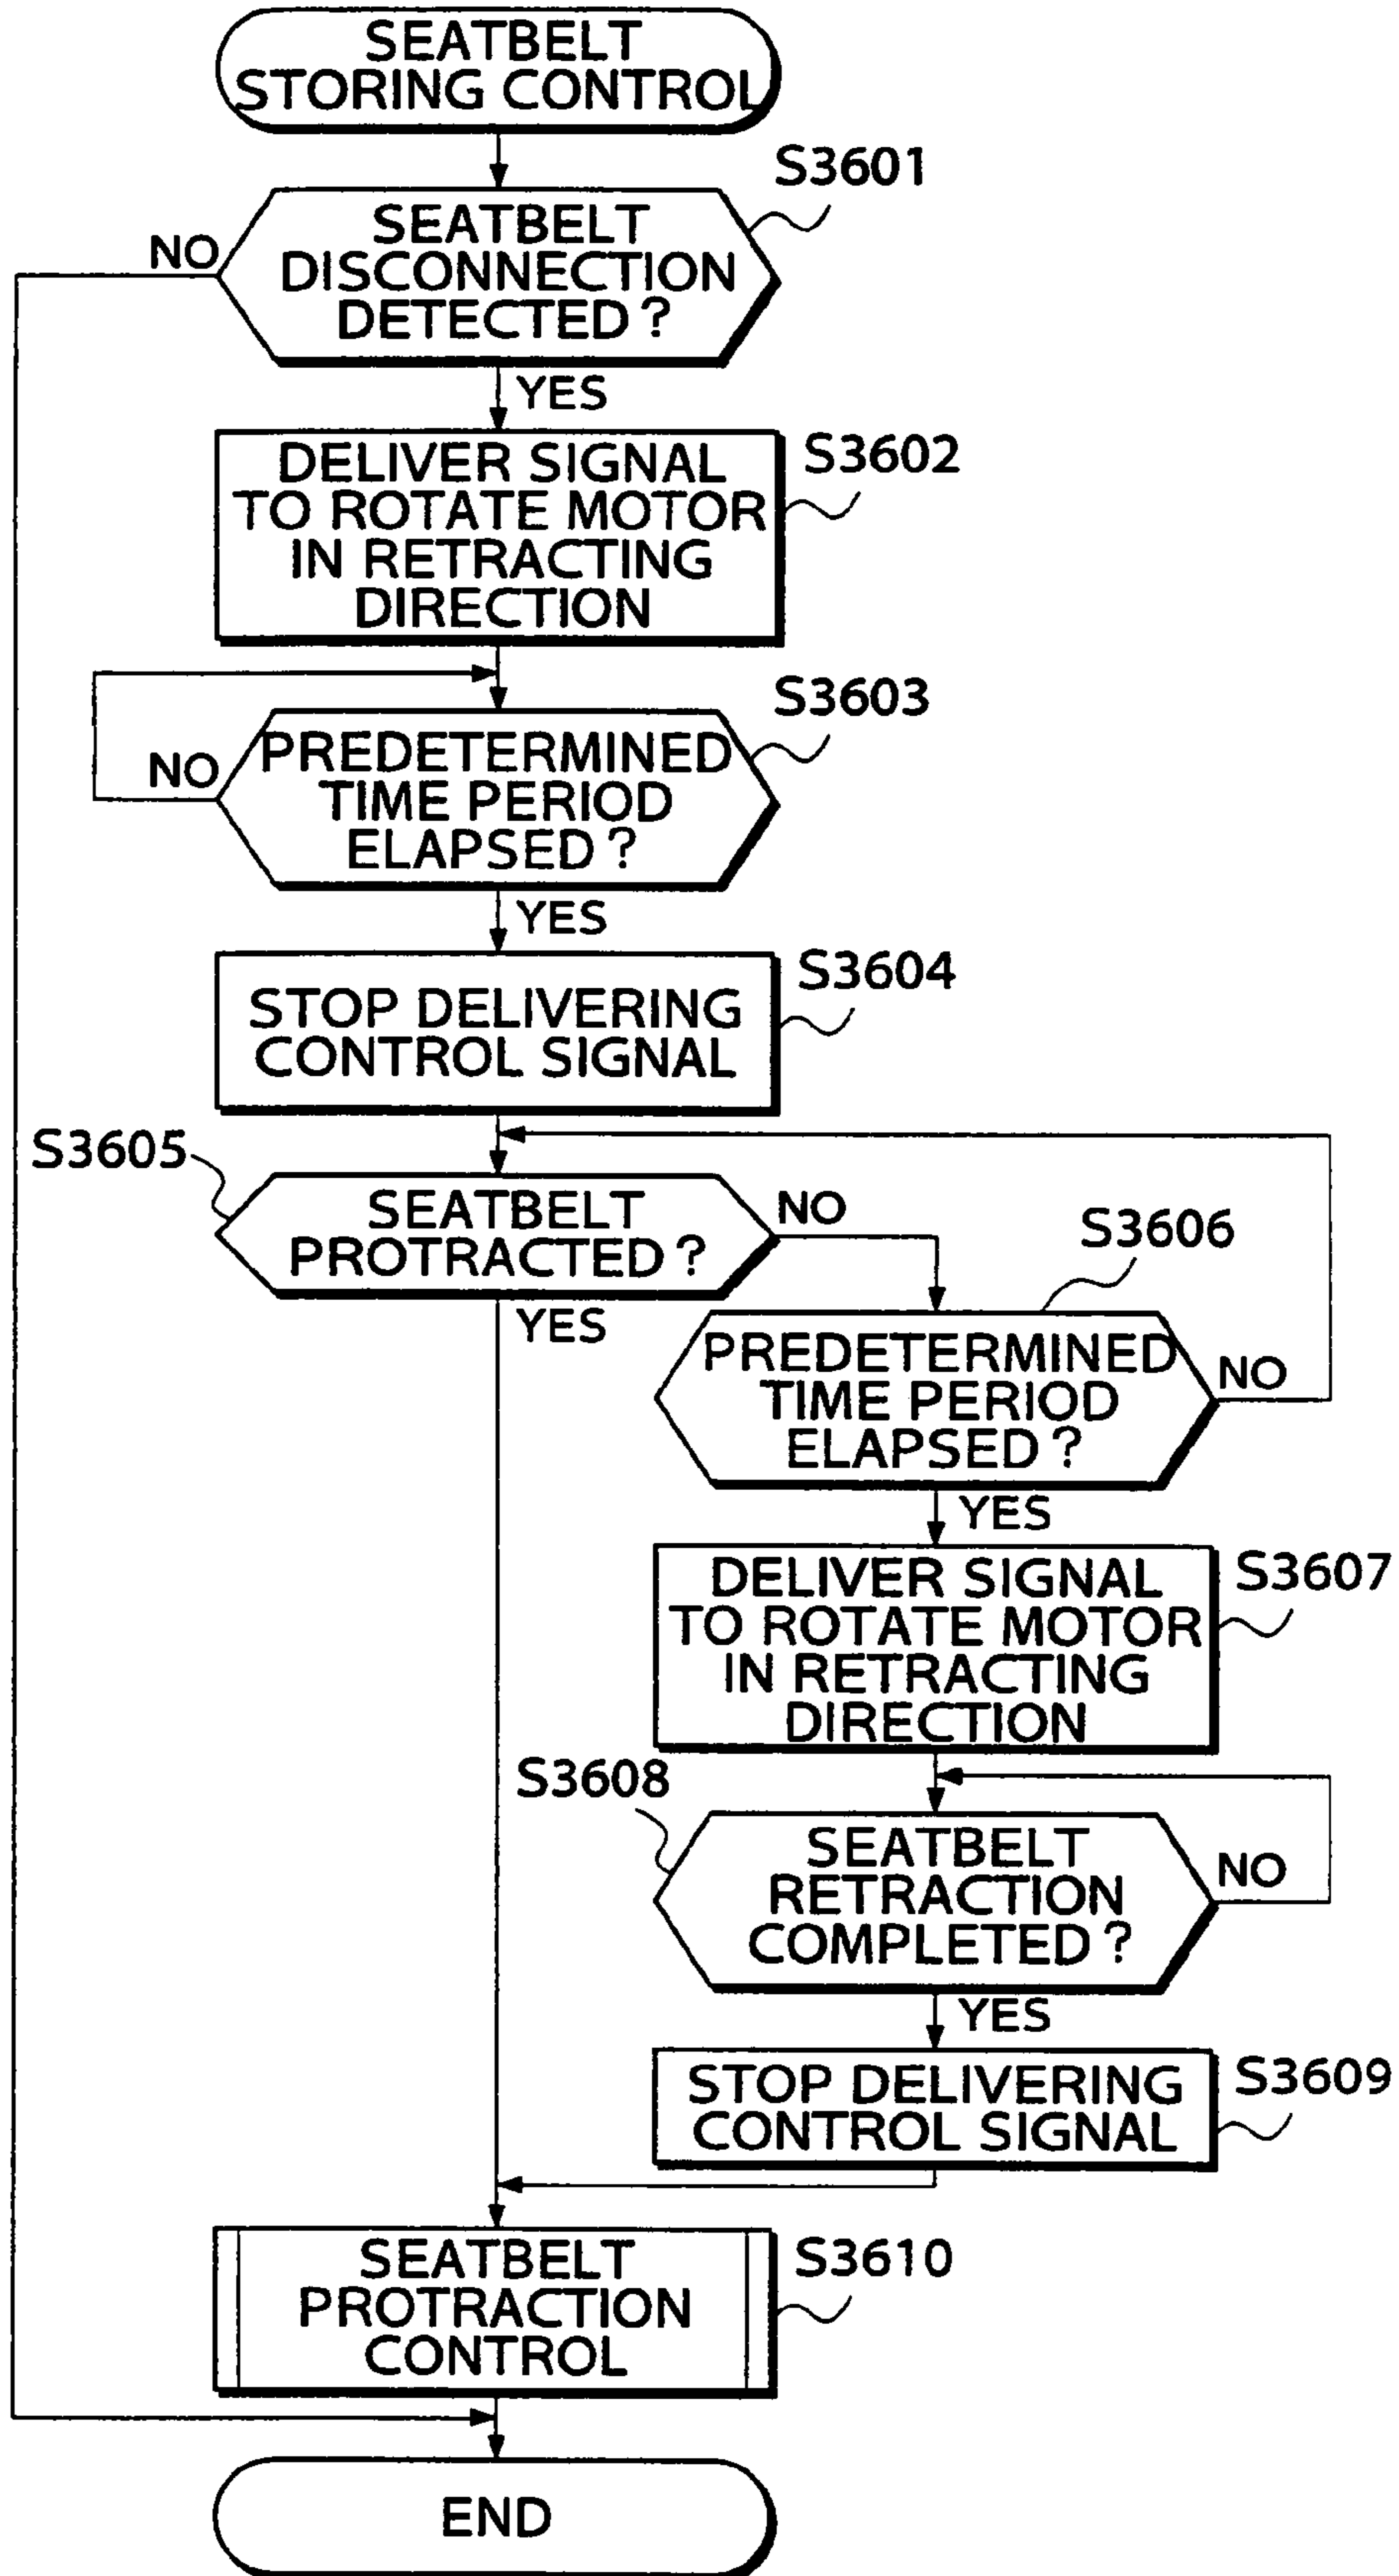 SEATBELT
STORING CONTROL
S3601
SEATBELT
DISCONNECTION
DETECTED?
NO
YES
S3602
DELIVER SIGNAL
TO ROTATE MOTOR
IN RETRACTING
DIRECTION
S3603
PREDETERMINED
TIME PERIOD
ELAPSED?
NO
YES
S3604
STOP DELIVERING
CONTROL SIGNAL
S3605
SEATBELT
PROTRACTED?
NO
YES
S3606
PREDETERMINED
TIME PERIOD
ELAPSED?
NO
YES
S3607
DELIVER SIGNAL
TO ROTATE MOTOR
IN RETRACTING
DIRECTION
S3608
SEATBELT
RETRACTION
COMPLETED?
NO
YES
S3609
STOP DELIVERING
CONTROL SIGNAL
S3610
SEATBELT
PROTRACTION
CONTROL
END